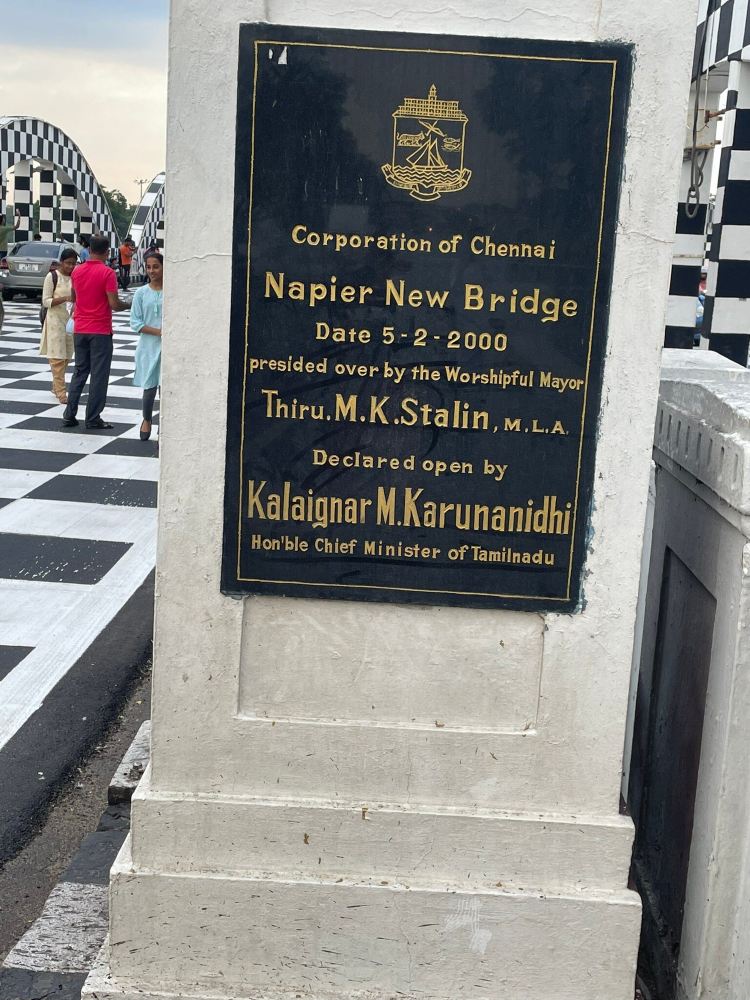 Corporation of Chennai
Napier New Bridge
Date 5-2-2000
presided over by the Worshipful Mayor
Thiru.M.K.Stalin, M.L.A.
Declared open by
Kalaignar M.Karunanidhi
Hon'ble Chief Minister of Tamilnadu